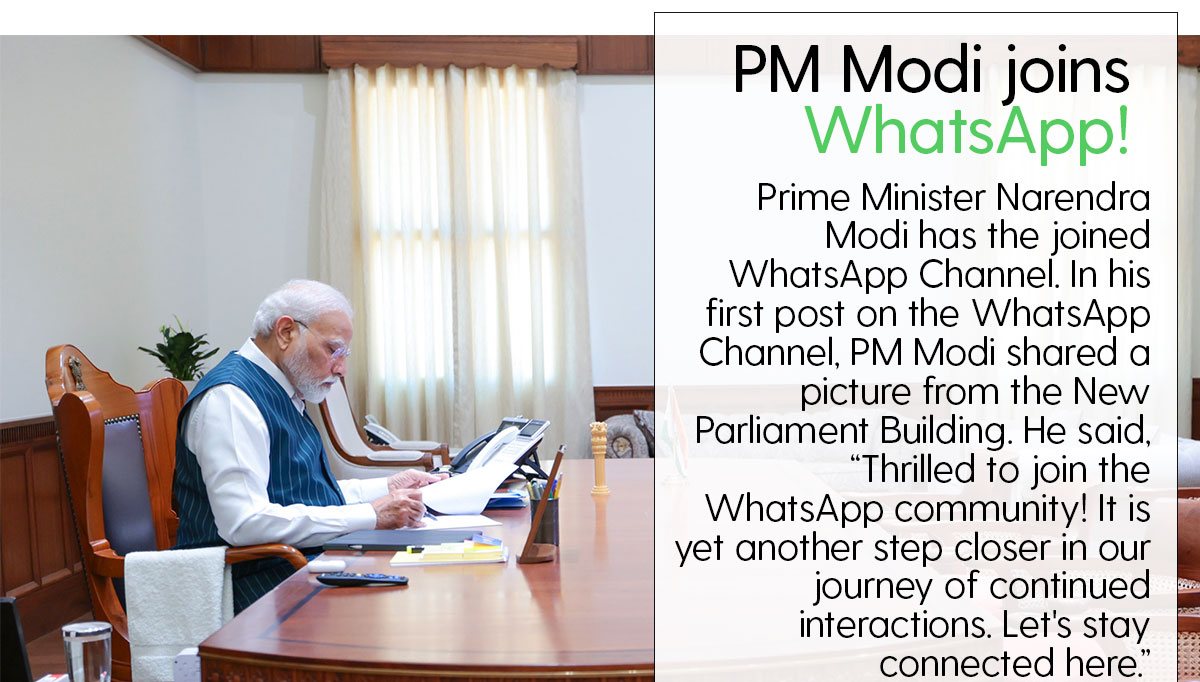 PM Modi joins
WhatsApp!
Prime Minister Narendra
Modi has the joined
WhatsApp Channel. In his
first post on the WhatsApp
Channel, PM Modi shared a
picture from the New
Parliament Building. He said,
“Thrilled to join the
WhatsApp community! It is
yet another step closer in our
journey of continued
interactions. Let's stay
connected here.”